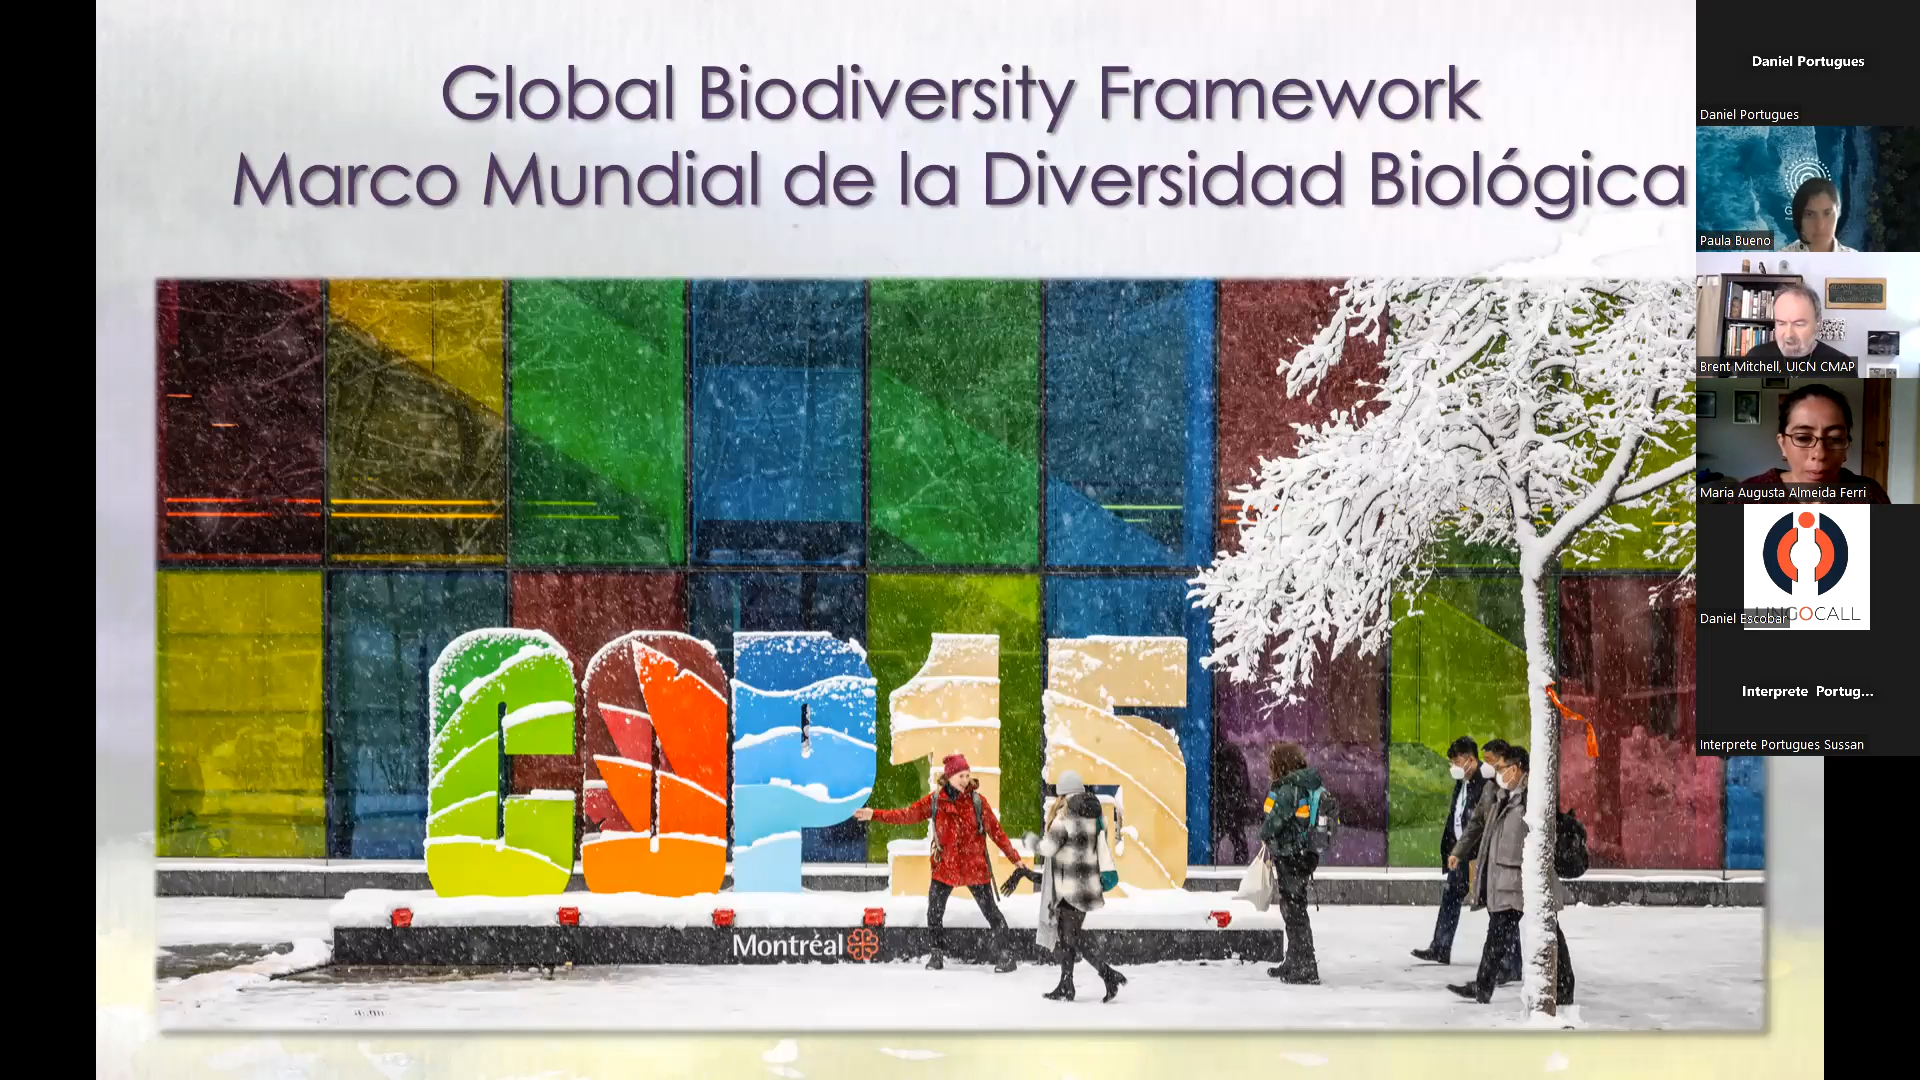 Global Biodiversity Framework
Marco Mundial de la Diversidad Biológica
COP15
Montréal
Daniel Portugues
Daniel Portugues
Paula Bueno
Brent Mitchell, UICN CMAP
Maria Augusta Almeida Ferri
LINGOCALL
Daniel Escobar
Interprete Portug...
Interprete Portugues Sussan